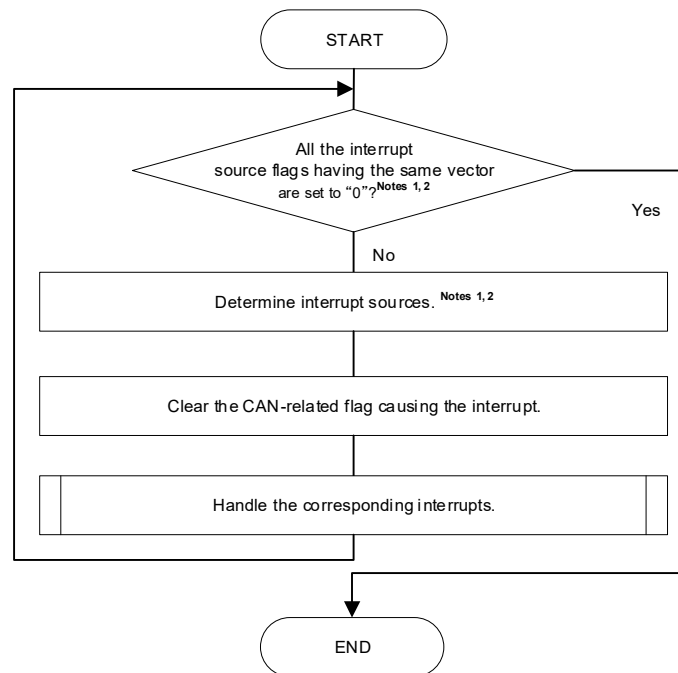 START
All the interrupt
source flags having the same vector
are set to “0”? Notes 1, 2
Yes
No
Determine interrupt sources. Notes 1, 2
Clear the CAN-related flag causing the interrupt.
Handle the corresponding interrupts.
END